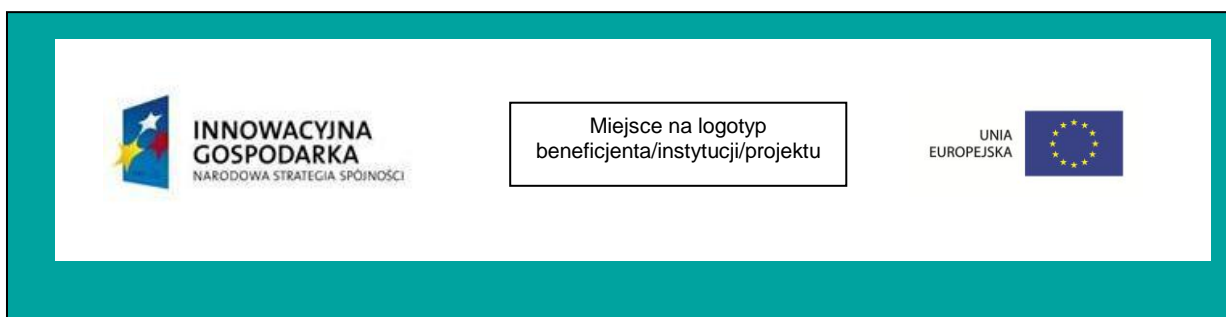 INNOWACYJNA
GOSPODARKA
NARODOWA STRATEGIA SPÓJNOŚCI
Miejsce na logotyp
beneficjenta/instytucji/projektu
UNIA
EUROPEJSKA